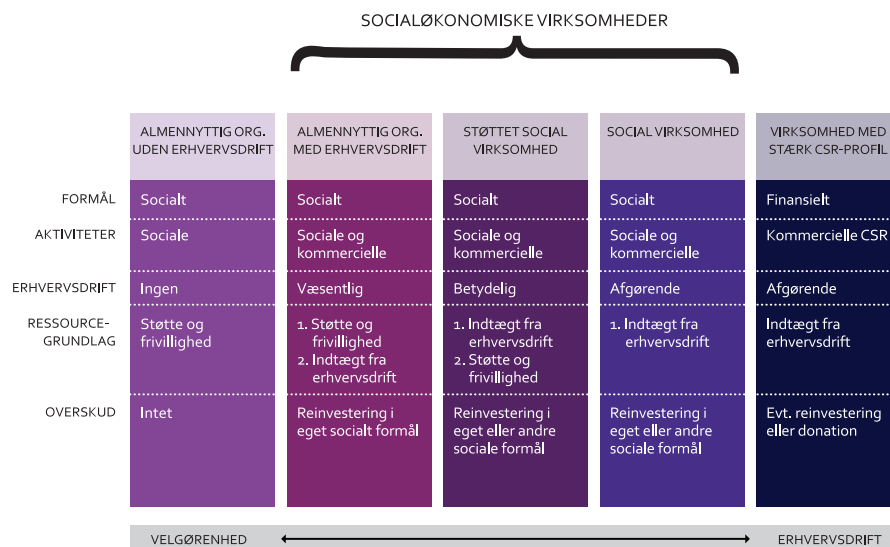 SOCIALØKONOMISKE VIRKSOMHEDER
ALMENNYTTIG ORG.
UDEN ERHVERVSDRIFT
ALMENNYTTIG ORG.
MED ERHVERVSDRIFT
STØTTET SOCIAL
VIRKSOMHED
SOCIAL VIRKSOMHED
VIRKSOMHED MED
STÆRK CSR-PROFIL
FORMÅL
Socialt
Socialt
Socialt
Socialt
Finansielt
AKTIVITETER
Sociale
Sociale og
kommercielle
Sociale og
kommercielle
Sociale og
kommercielle
Kommercielle CSR
ERHVERVSDRIFT
Ingen
Væsentlig
Betydelig
Afgørende
Afgørende
RESSOURCE-
GRUNDLAG
Støtte og
frivillighed
1. Støtte og
frivillighed
2. Indtægt fra
erhvervsdrift
1. Indtægt fra
erhvervsdrift
2. Støtte og
frivillighed
1. Indtægt fra
erhvervsdrift
Indtægt fra
erhvervsdrift
OVERSKUD
Intet
Reinvestering i
eget socialt formål
Reinvestering i
eget eller andre
sociale formål
Reinvestering i
eget eller andre
sociale formål
Evt. reinvestering
eller donation
VELGØRENHED
ERHVERVSDRIFT